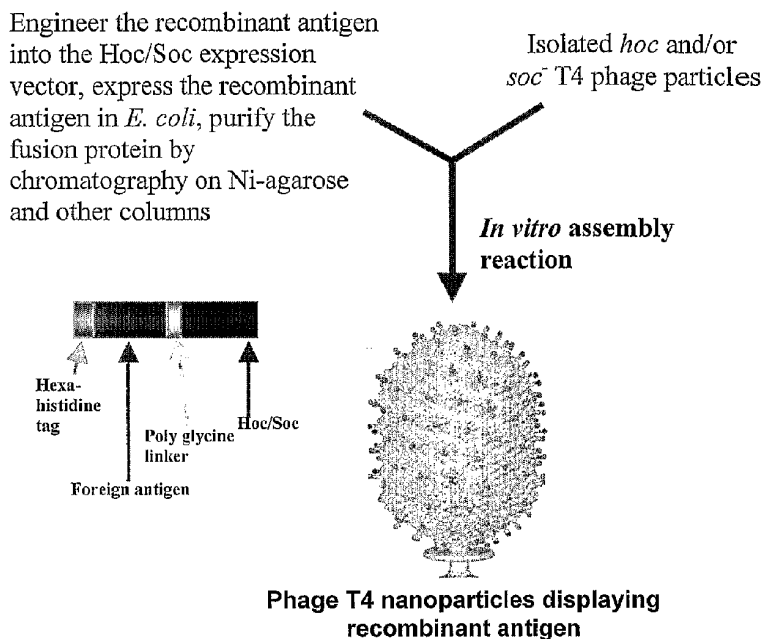 Engineer the recombinant antigen
into the Hoc/Soc expression
vector, express the recombinant
antigen in E. coli, purify the
fusion protein by
chromatography on Ni-agarose
and other columns
Isolated hoc and/or
soc- T4 phage particles
In vitro assembly
reaction
Hexa-
histidine
tag
Poly glycine
linker
Hoc/Soc
Foreign antigen
Phage T4 nanoparticles displaying
recombinant antigen